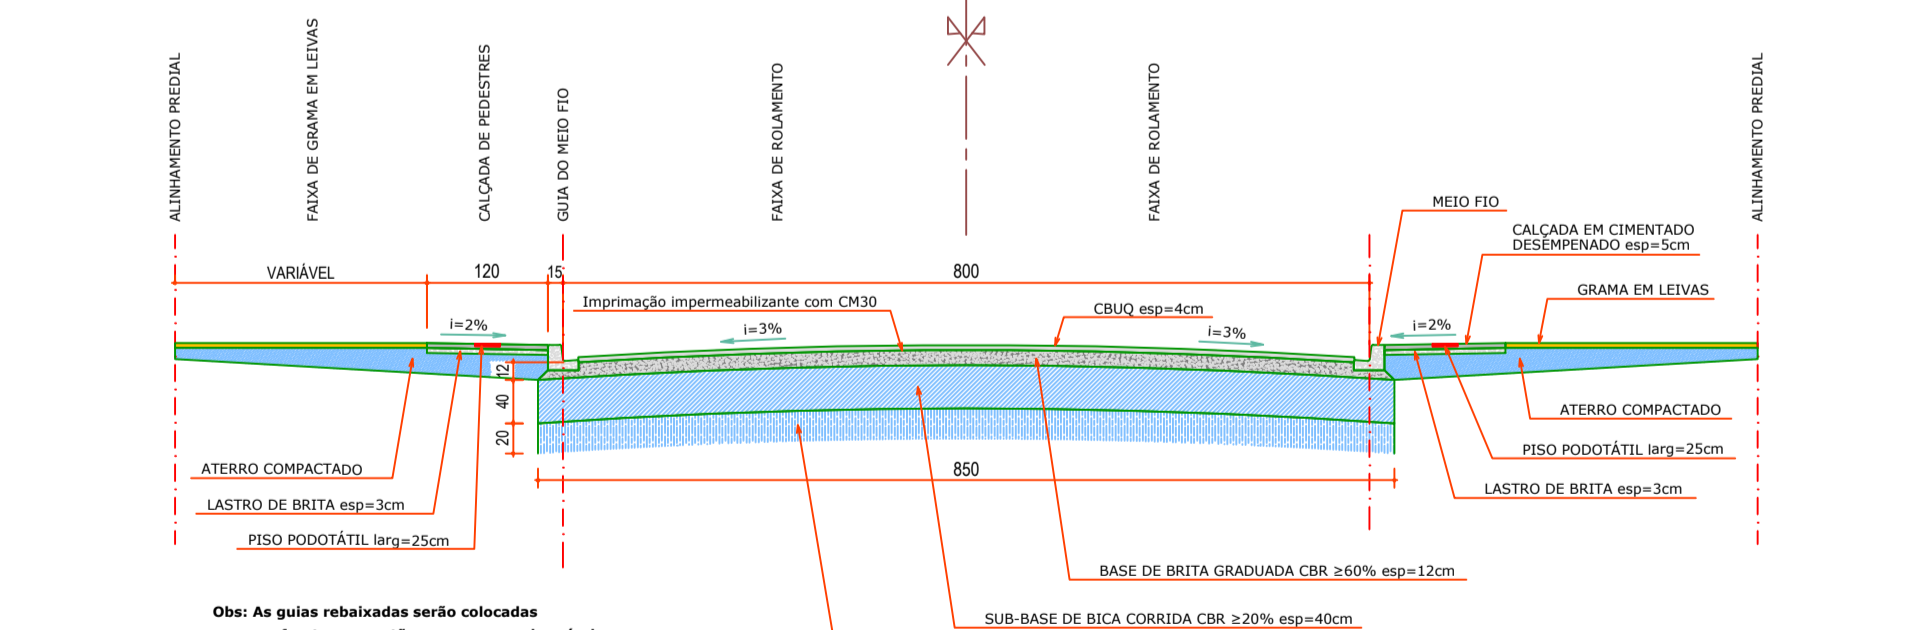 ALINHAMENTO PREDIAL
FAIXA DE GRAMA EM LEIVAS
CALÇADA DE PEDESTRES
GUIA DO MEIO FIO
FAIXA DE ROLAMENTO
FAIXA DE ROLAMENTO
ALINHAMENTO PREDIAL
MEIO FIO
CALÇADA EM CIMENTADO
DESEMPENADO esp=5cm
VARIÁVEL
120
15
800
GRAMA EM LEIVAS
Imprimação impermeabilizante com CM30
CBUQ esp=4cm
i=2%
i=3%
i=3%
i=2%
12
40
20
ATERRO COMPACTADO
PISO PODOTÁTIL larg=25cm
ATERRO COMPACTADO
850
LASTRO DE BRITA esp=3cm
LASTRO DE BRITA esp=3cm
PISO PODOTÁTIL larg=25cm
BASE DE BRITA GRADUADA CBR ≥60% esp=12cm
Obs: As guias rebaixadas serão colocadas
SUB-BASE DE BICA CORRIDA CBR ≥20% esp=40cm